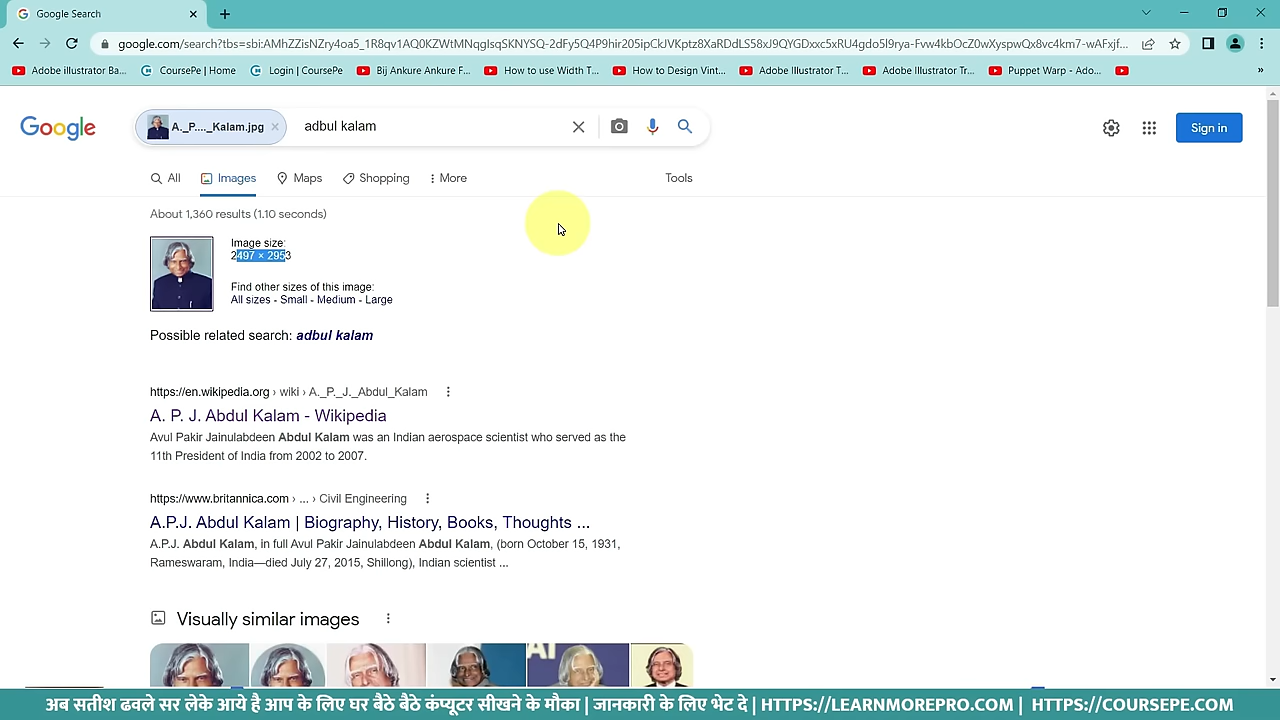 Google Search
google.com/search?tbs=sbi:AMhZZisNZry4oa5_1R8qv1AQ0KZWtMNqgIsqSKNYSO-2dFy5Q4P9hir205ipCkJVKptz8XaRDdLS58xJ9QYCDxxc5xRU4gdo5I9rya-Fvw4kbOcZ0wXyspwQx8vc4km7-wAFxjf...
Adobe illustrator Ba...
CoursePe | Home
Login | CoursePe
Bij Ankure Ankura F...
How to use Width T...
How to Design Vint...
Adobe Illustrator T...
Adobe Illustrator Tr...
Puppet Warp - Ado...
Google
A._P...._Kalam.jpg
adbul kalam
Sign in
All
Images
Maps
Shopping
More
Tools
About 1,360 results (1.10 seconds)
Image size:
2497 × 2953
Find other sizes of this image:
All sizes - Small - Medium - Large
Possible related search: adbul kalam
https://en.wikipedia.org › wiki › A._P._J._Abdul_Kalam
A. P. J. Abdul Kalam - Wikipedia
Avul Pakir Jainulabdeen Abdul Kalam was an Indian aerospace scientist who served as the
11th President of India from 2002 to 2007.
https://www.britannica.com › ... › Civil Engineering
A.P.J. Abdul Kalam | Biography, History, Books, Thoughts ...
A.P.J. Abdul Kalam, in full Avul Pakir Jainulabdeen Abdul Kalam, (born October 15, 1931,
Rameswaram, India—died July 27, 2015, Shillong), Indian scientist ...
Visually similar images
अब सतीश ढवले सर लेके आये है आप के लिए घर बैठे बैठे कंप्यूटर सीखने के मौका | जानकारी के लिए भेट दे | HTTPS://LEARNMOREPRO.COM | HTTPS://COURSEPE.COM